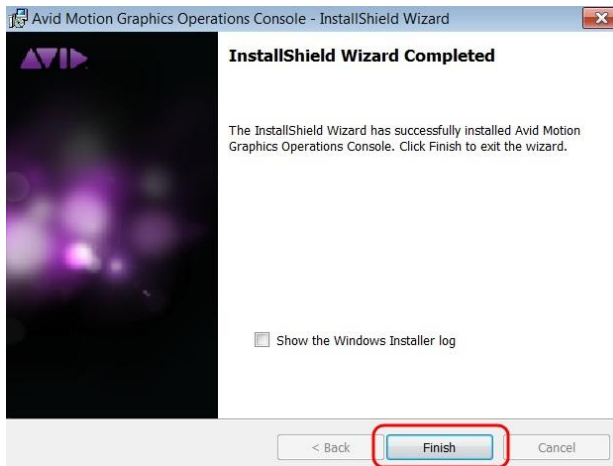 Avid Motion Graphics Operations Console - InstallShield Wizard
AVID
InstallShield Wizard Completed
The InstallShield Wizard has successfully installed Avid Motion
Graphics Operations Console. Click Finish to exit the wizard.
Show the Windows Installer log
< Back Finish Cancel